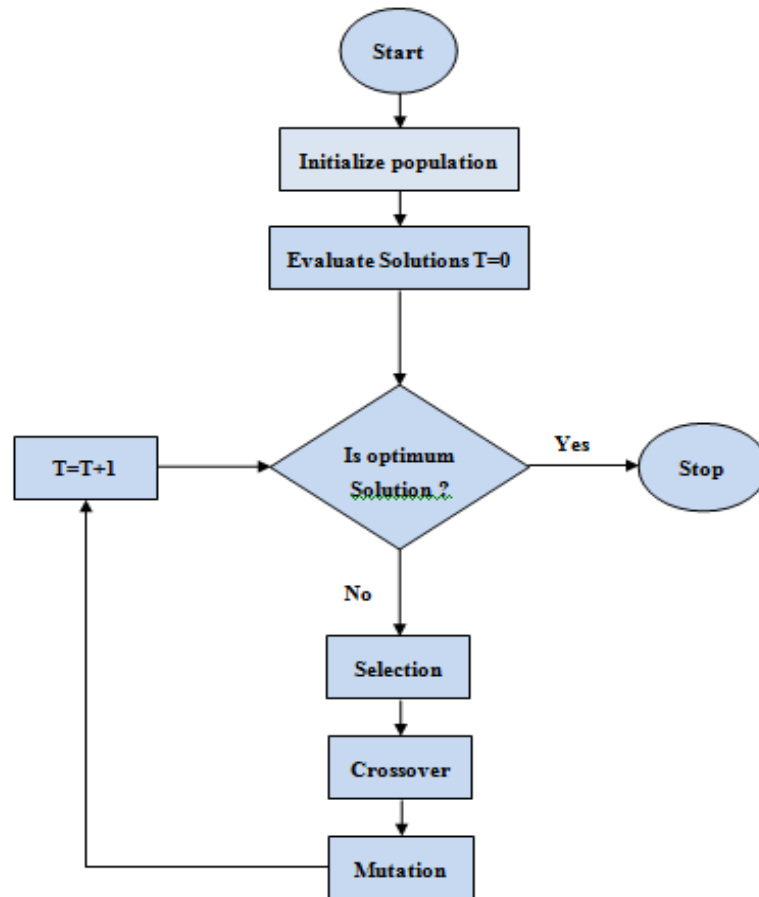 Start
Initialize population
Evaluate Solutions T=0
T=T+1
Is optimum
Solution ?
Yes
Stop
No
Selection
Crossover
Mutation